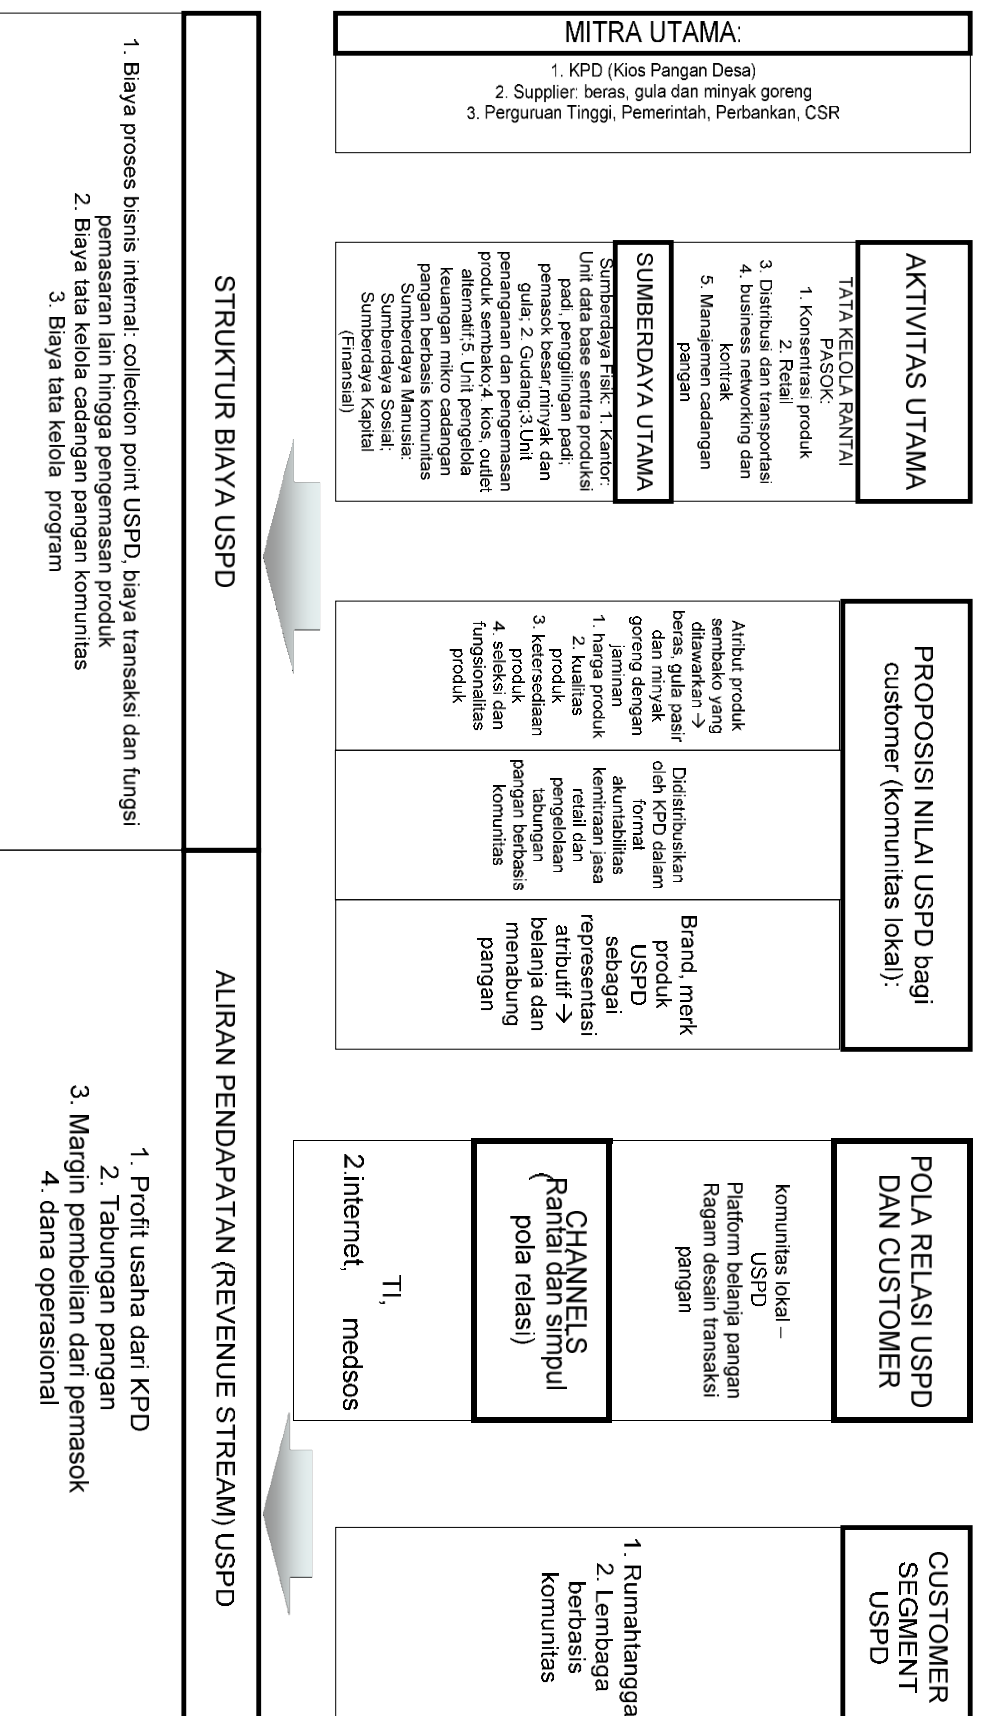 MITRA UTAMA:
1. KPD (Kios Pangan Desa)
2. Supplier: beras, gula dan minyak goreng
3. Perguruan Tinggi, Pemerintah, Perbankan, CSR
AKTIVITAS UTAMA
TATA KELOLA RANTAI
PASOK:
1. Konsentrasi produk
2. Retail
3. Distribusi dan transportasi
4. business networking dan
kontrak
5. Manajemen cadangan
pangan
SUMBERDAYA UTAMA
Sumberdaya Fisik: 1. Kantor:
Unit data base sentra produksi
padi, penggilingan padi;
pemasok besar,minyak dan
gula; 2. Gudang;3.Unit
penanganan dan pengemasan
produk sembako;4. kios, outlet
alternatif;5. Unit pengelola
keuangan mikro cadangan
pangan berbasis komunitas
Sumberdaya Manusia:
Sumberdaya Sosial;
Sumberdaya Kapital
(Finansial)
PROPOSISI NILAI USPD bagi
customer (komunitas lokal):
Atribut produk
sembako yang
ditawarkan →
beras, gula pasir
dan minyak
goreng dengan
jaminan
1. harga produk
2. kualitas
produk
3. ketersediaan
produk
4. seleksi dan
fungsionalitas
produk
Didistribusikan
oleh KPD dalam
format
akuntabilitas
kemitraan jasa
retail dan
pengelolaan
tabungan
pangan berbasis
komunitas
Brand, merk
produk
USPD
sebagai
representasi
atributif →
belanja dan
menabung
pangan
POLA RELASI USPD
DAN CUSTOMER
komunitas lokal –
USPD
Platform belanja pangan
Ragam desain transaksi
pangan
CHANNELS
(Rantai dan simpul
pola relasi)
TI,
2.internet, medsos
CUSTOMER
SEGMENT
USPD
1. Rumahtangga
2. Lembaga
berbasis
komunitas
STRUKTUR BIAYA USPD
1. Biaya proses bisnis internal: collection point USPD, biaya transaksi dan fungsi
pemasaran lain hingga pengemasan produk
2. Biaya tata kelola cadangan pangan komunitas
3. Biaya tata kelola program
ALIRAN PENDAPATAN (REVENUE STREAM) USPD
1. Profit usaha dari KPD
2. Tabungan pangan
3. Margin pembelian dari pemasok
4. dana operasional